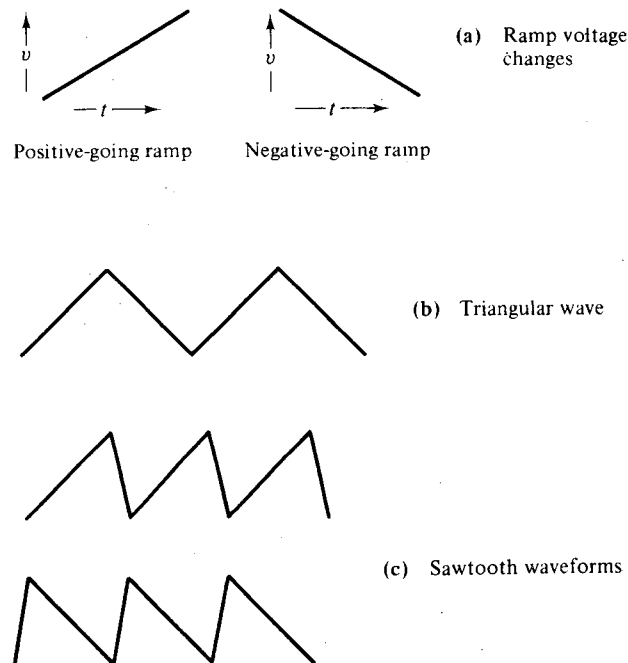 v
t
Positive-going ramp
v
t
Negative-going ramp
(a) Ramp voltage
changes
(b) Triangular wave
(c) Sawtooth waveforms